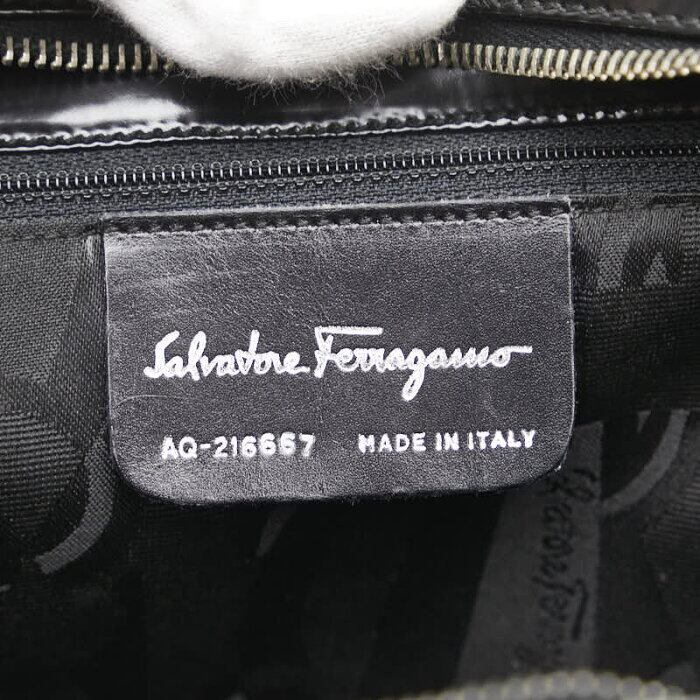 Salvatore Ferragamo
AQ-216667 MADE IN ITALY